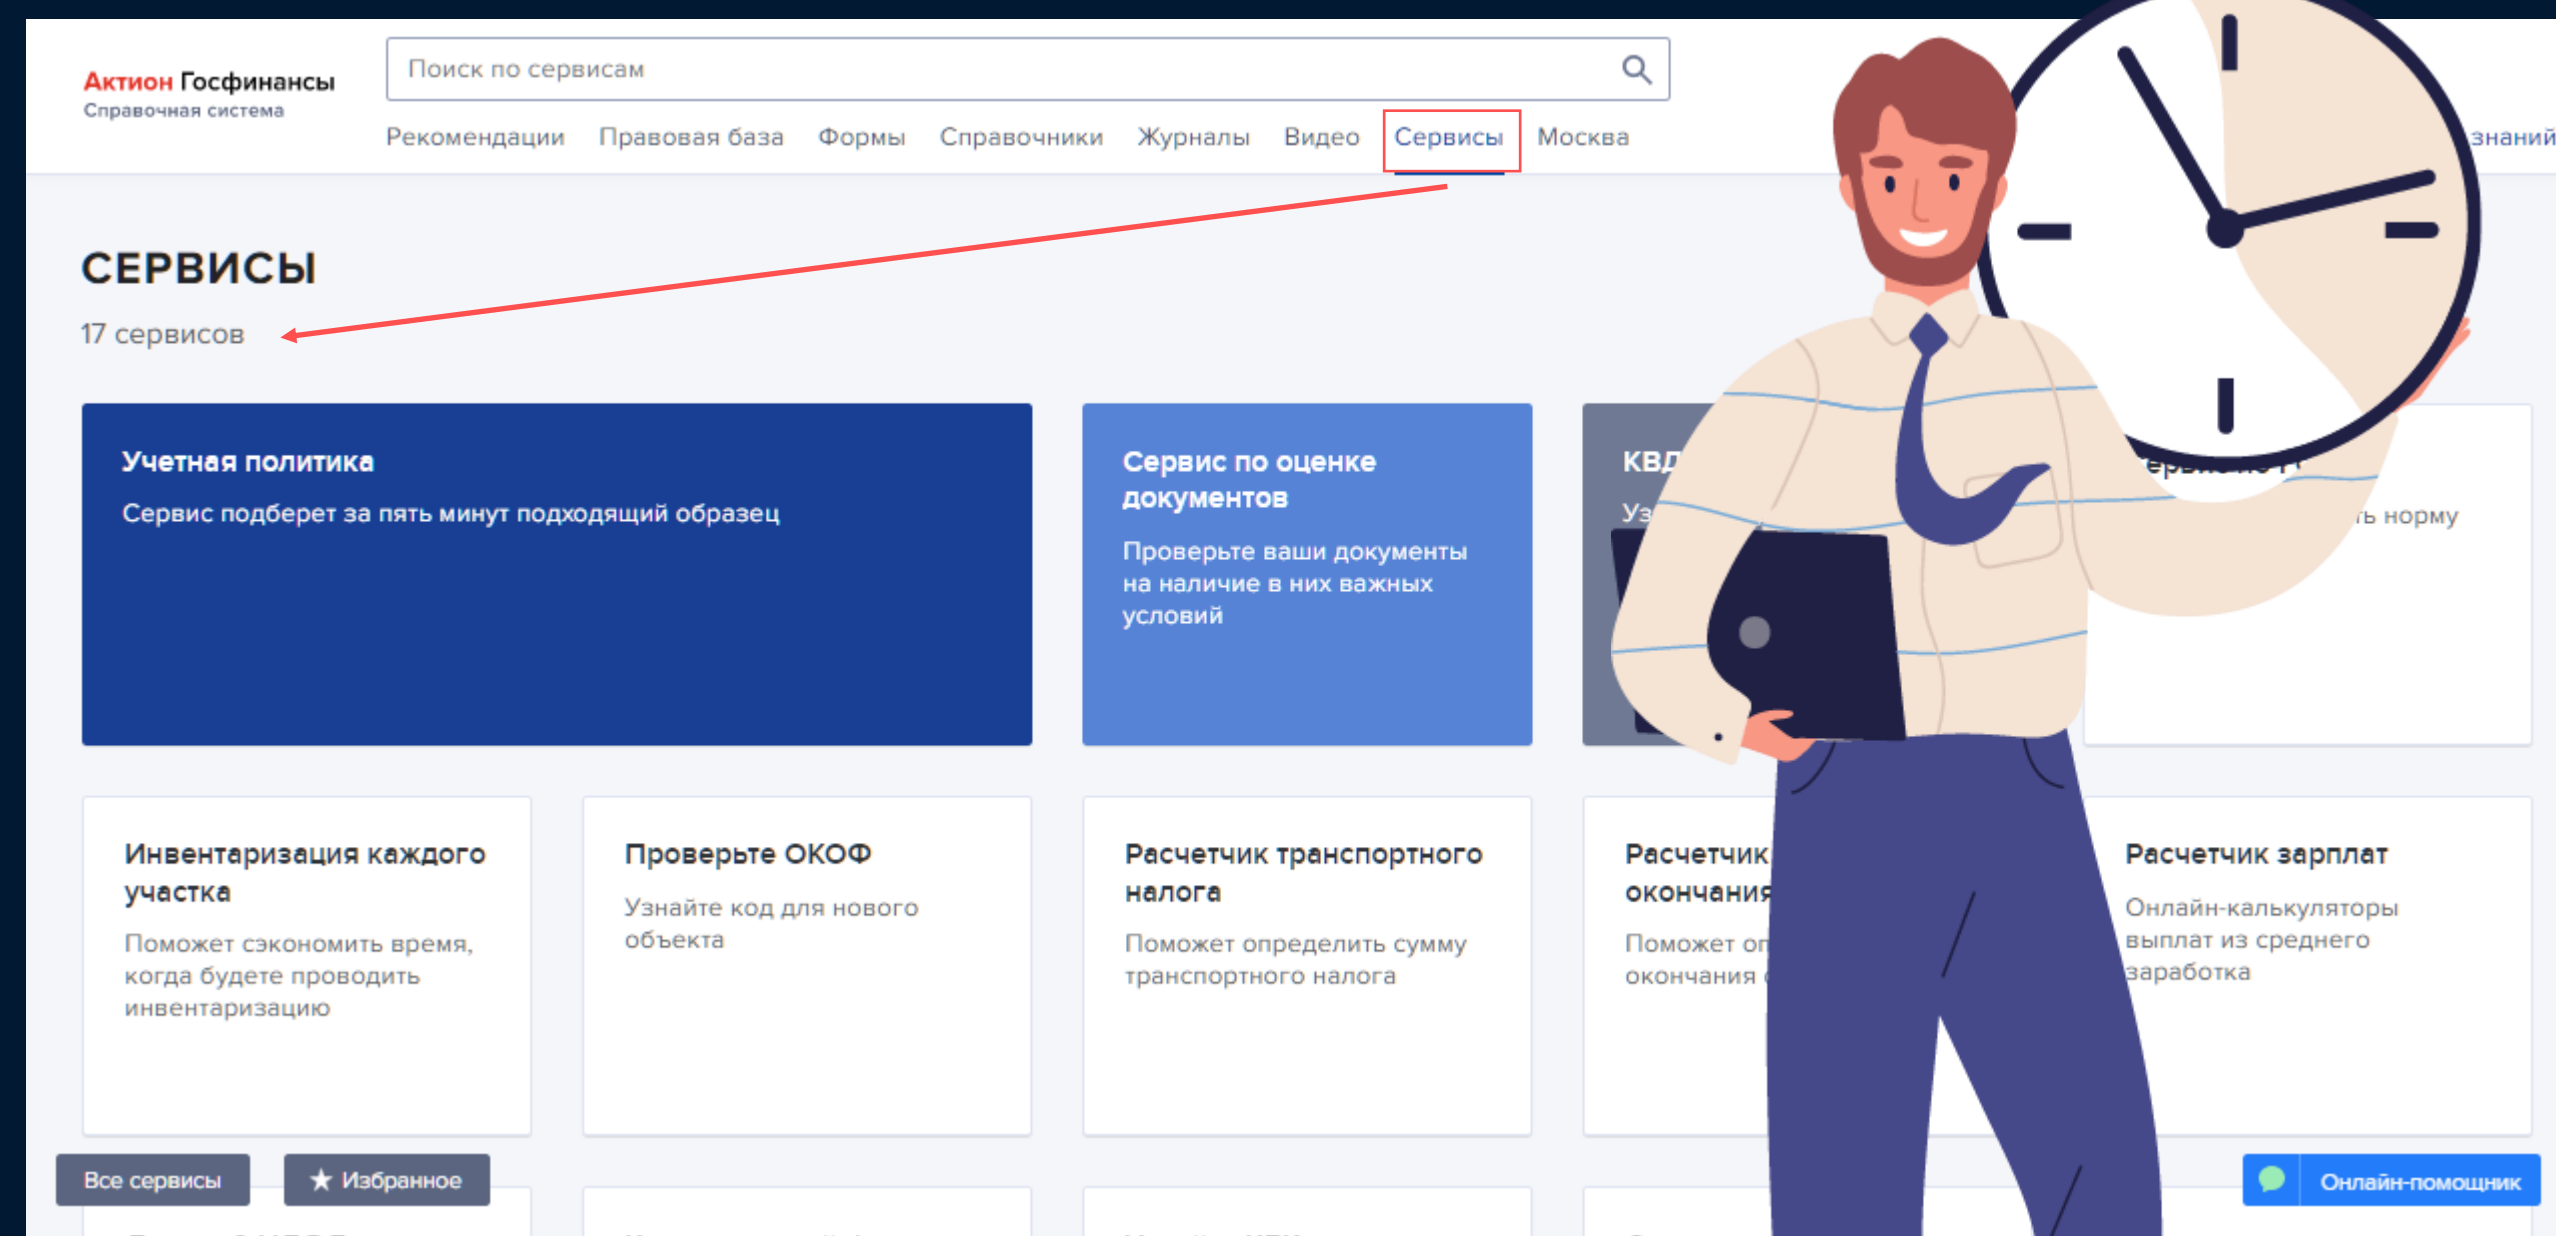 Актион Госфинансы
Справочная система
Поиск по сервисам
Рекомендации Правовая база Формы Справочники Журналы Видео Сервисы Москва
знаний
СЕРВИСЫ
17 сервисов
Учетная политика
Сервис подберет за пять минут подходящий образец
Сервис по оценке
документов
Проверьте ваши документы
на наличие в них важных
условий
норму
Инвентаризация каждого
участка
Поможет сэкономить время,
когда будете проводить
инвентаризацию
Проверьте ОКОФ
Узнайте код для нового
объекта
Расчетчик транспортного
налога
Поможет определить сумму
транспортного налога
Расчетчик
окончания
Поможет
окончания
Расчетчик зарплат
Онлайн-калькуляторы
выплат из среднего
заработка
Все сервисы
★ Избранное
Онлайн-помощник